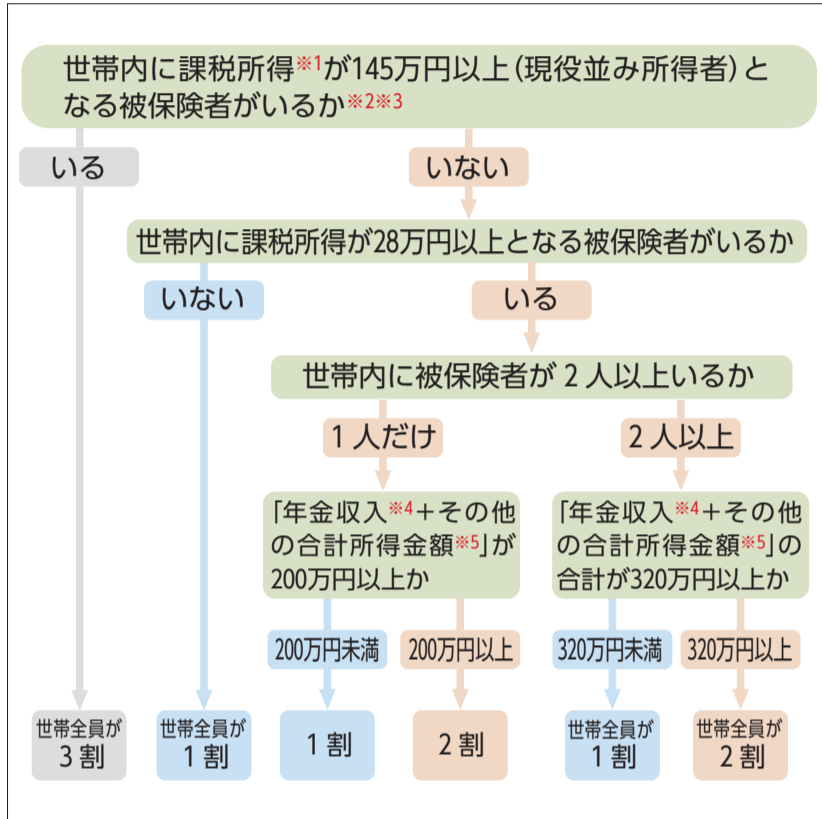 世帯内に課税所得※1が145万円以上(現役並み所得者)と
なる被保険者がいるか※2※3
いる
いない
世帯内に課税所得が28万円以上となる被保険者がいるか
いない
いる
世帯内に被保険者が2人以上いるか
1人だけ
2人以上
「年金収入※4+その他
の合計所得金額※5」が
200万円以上か
「年金収入※4+その他
の合計所得金額※5」の
合計が320万円以上か
200万円未満
200万円以上
320万円未満
320万円以上
世帯全員が
3割
世帯全員が
1割
1割
2割
世帯全員が
1割
世帯全員が
2割